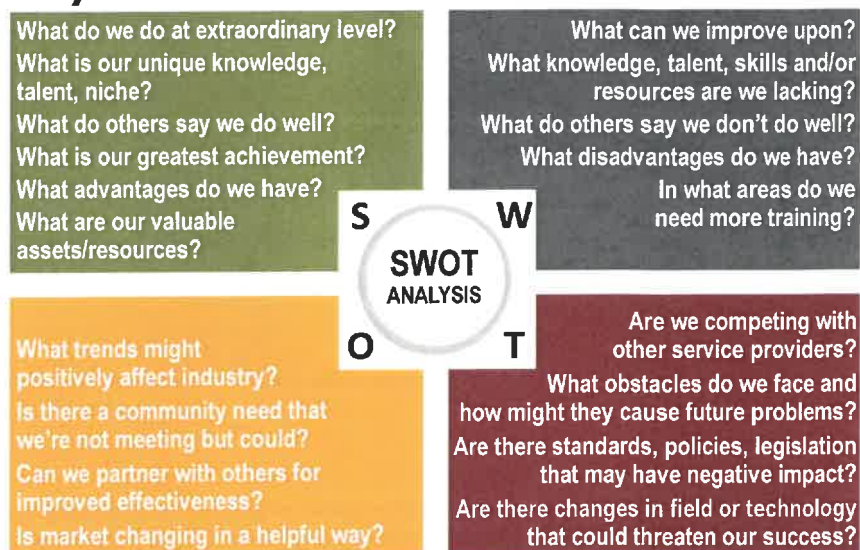 What do we do at extraordinary level?
What is our unique knowledge,
talent, niche?
What do others say we do well?
What is our greatest achievement?
What advantages do we have?
What are our valuable
assets/resources?
What can we improve upon?
What knowledge, talent, skills and/or
resources are we lacking?
What do others say we don't do well?
What disadvantages do we have?
In what areas do we
need more training?
S
W
SWOT
ANALYSIS
O
T
What trends might
positively affect industry?
Is there a community need that
we're not meeting but could?
Can we partner with others for
improved effectiveness?
Is market changing in a helpful way?
Are we competing with
other service providers?
What obstacles do we face and
how might they cause future problems?
Are there standards, policies, legislation
that may have negative impact?
Are there changes in field or technology
that could threaten our success?